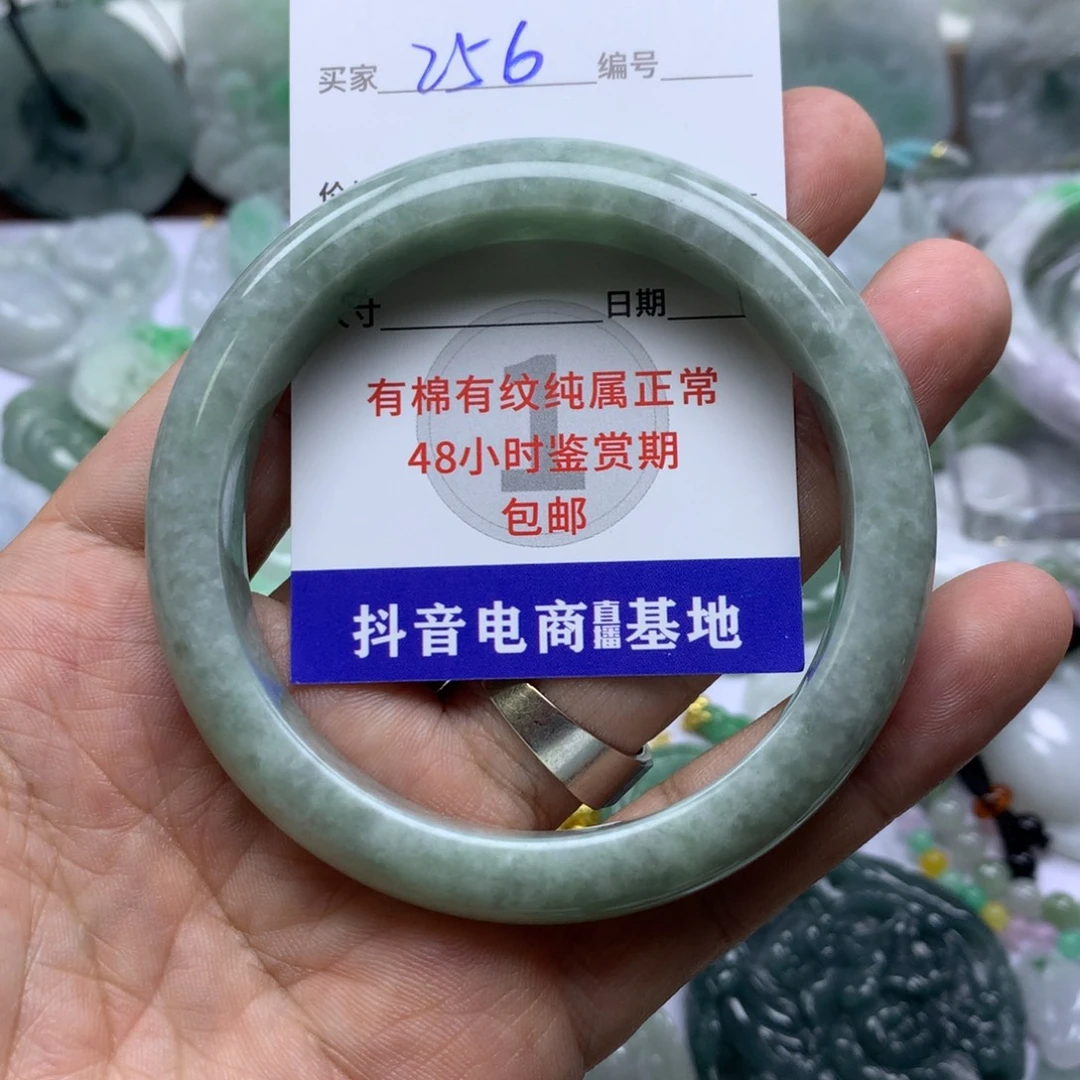 买家 256 编号
寸 日期
1
有棉有纹纯属正常
48小时鉴赏期
包邮
抖音电商直播基地